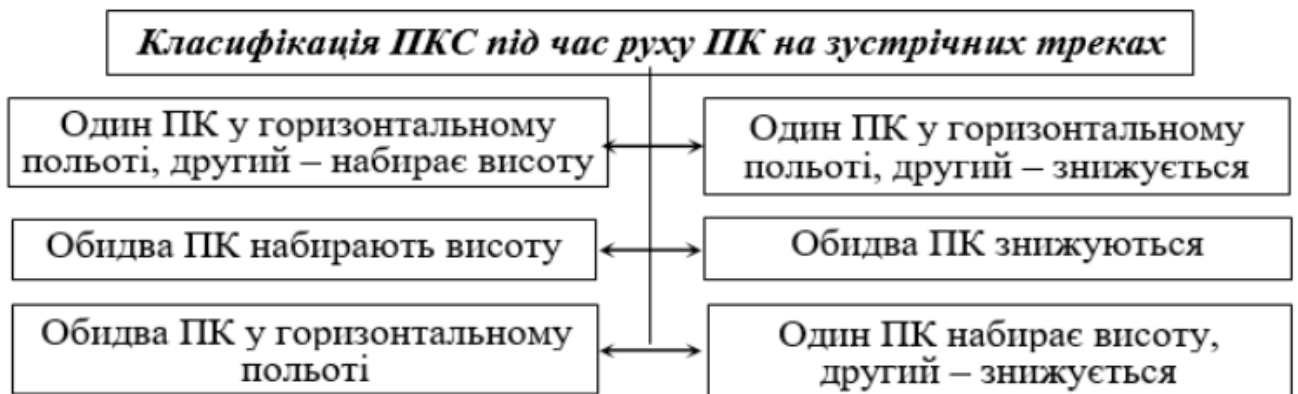 Класифікація ПКС під час руху ПК на зустрічних треках
Один ПК у горизонтальному
польоті, другий – набирає висоту
Один ПК у горизонтальному
польоті, другий – знижується
Обидва ПК набирають висоту
Обидва ПК знижуються
Обидва ПК у горизонтальному
польоті
Один ПК набирає висоту,
другий – знижується